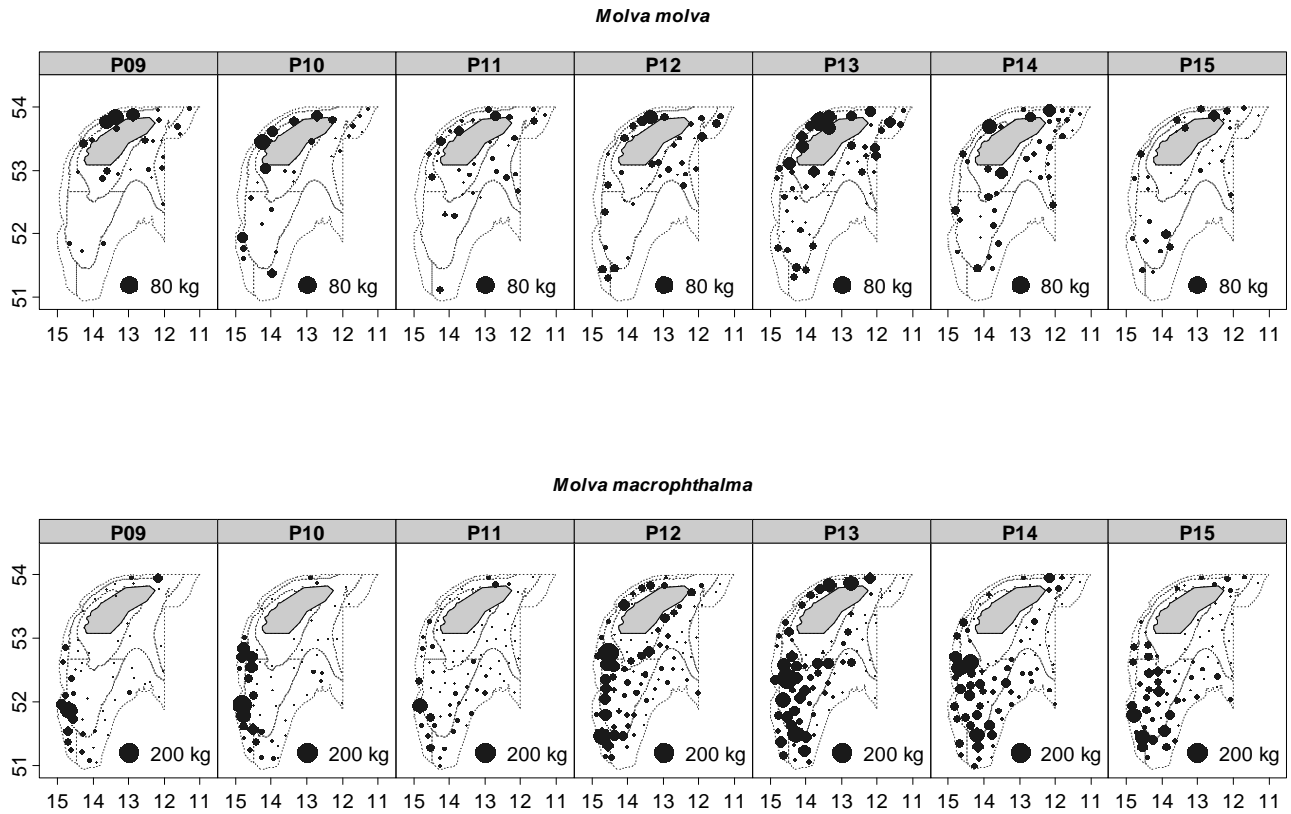 Molva molva
P09 P10 P11 P12 P13 P14 P15
54
53
52
51
80 kg 80 kg 80 kg 80 kg 80 kg 80 kg 80 kg
15 14 13 12 11 15 14 13 12 11 15 14 13 12 11 15 14 13 12 11 15 14 13 12 11 15 14 13 12 11 15 14 13 12 11
Molva macrophthalma
P09 P10 P11 P12 P13 P14 P15
54
53
52
51
200 kg 200 kg 200 kg 200 kg 200 kg 200 kg 200 kg
15 14 13 12 11 15 14 13 12 11 15 14 13 12 11 15 14 13 12 11 15 14 13 12 11 15 14 13 12 11 15 14 13 12 11